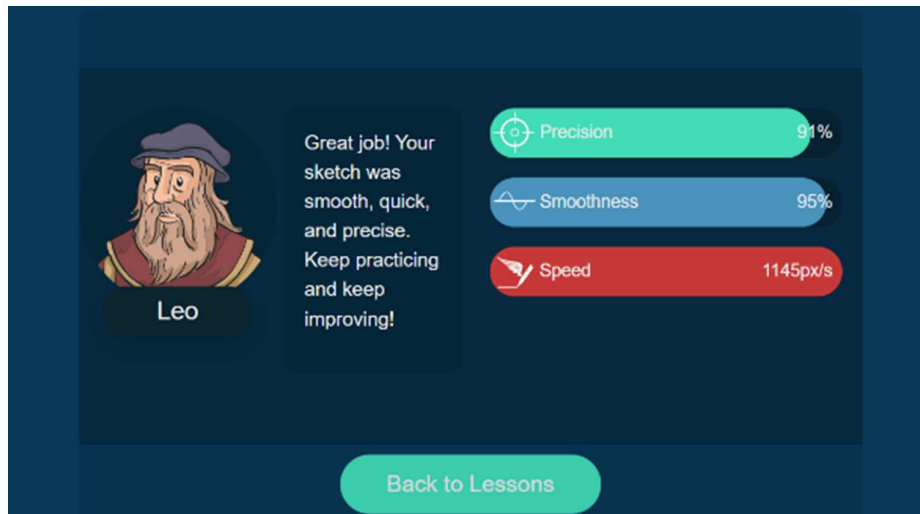 Great job! Your
sketch was
smooth, quick,
and precise.
Keep practicing
and keep
improving!
Leo
Precision 91%
Smoothness 95%
Speed 1145px/s
Back to Lessons